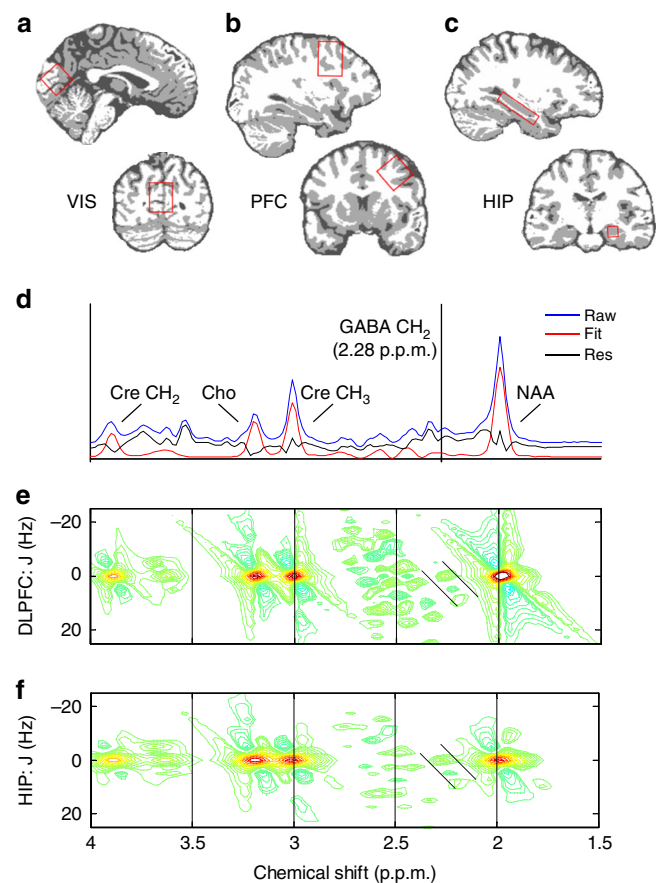 a
b
c
VIS
PFC
HIP
d
GABA CH₂
(2.28 p.p.m.)
Raw
Fit
Res
Cre CH₂
Cho
Cre CH₃
NAA
e
DLPFC: J (Hz)
–20
0
20
f
HIP: J (Hz)
–20
0
20
4
3.5
3
2.5
2
1.5
Chemical shift (p.p.m.)